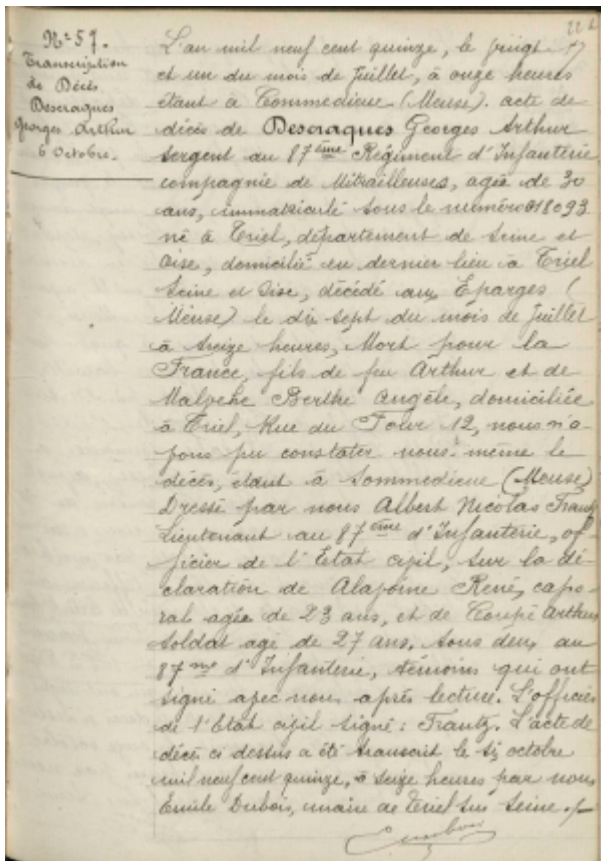 N° 57.
Transcription
de Décès
Descraques
Georges Arthur
6 Octobre.
L'an mil neuf cent quinze, le vingt
et un du mois de Juillet, à onze heures
étant à Sommedieue (Meuse). acte de
décès de Descraques Georges Arthur
Sergent au 87ème Régiment d'Infanterie
compagnie de Mitrailleuses, agé de 30
ans, immatriculé sous le numéro 018093
né à Triel, département de Seine et
Oise, domicilié en dernier lieu à Triel
Seine et Oise, décédé aux Eparges (
Meuse) le dix sept du mois de Juillet
à treize heures, Mort pour la
France, fils de feu Arthur et de
Berthe Angèle, domiciliée
à Triel, Rue du Four 12, nous n'a-
vons pu constater nous-même le
décès, étant à Sommedieue (Meuse)
Dressé par nous Albert Nicolas Frantz
Lieutenant au 87ème d'Infanterie, of-
ficier de l'Etat civil, sur la dé-
claration de Alajoine René, capo-
ral agé de 23 ans, et de Coupé Arthur
soldat agé de 27 ans, tous deux au
87me d'Infanterie, témoins qui ont
signé avec nous après lecture. L'officier
de l'Etat civil signé: Frantz. L'acte de
décès ci dessus a été transcrit le six octobre
mil neuf cent quinze, à seize heures par nous
Emile Dubois, maire de Triel sur Seine ./.